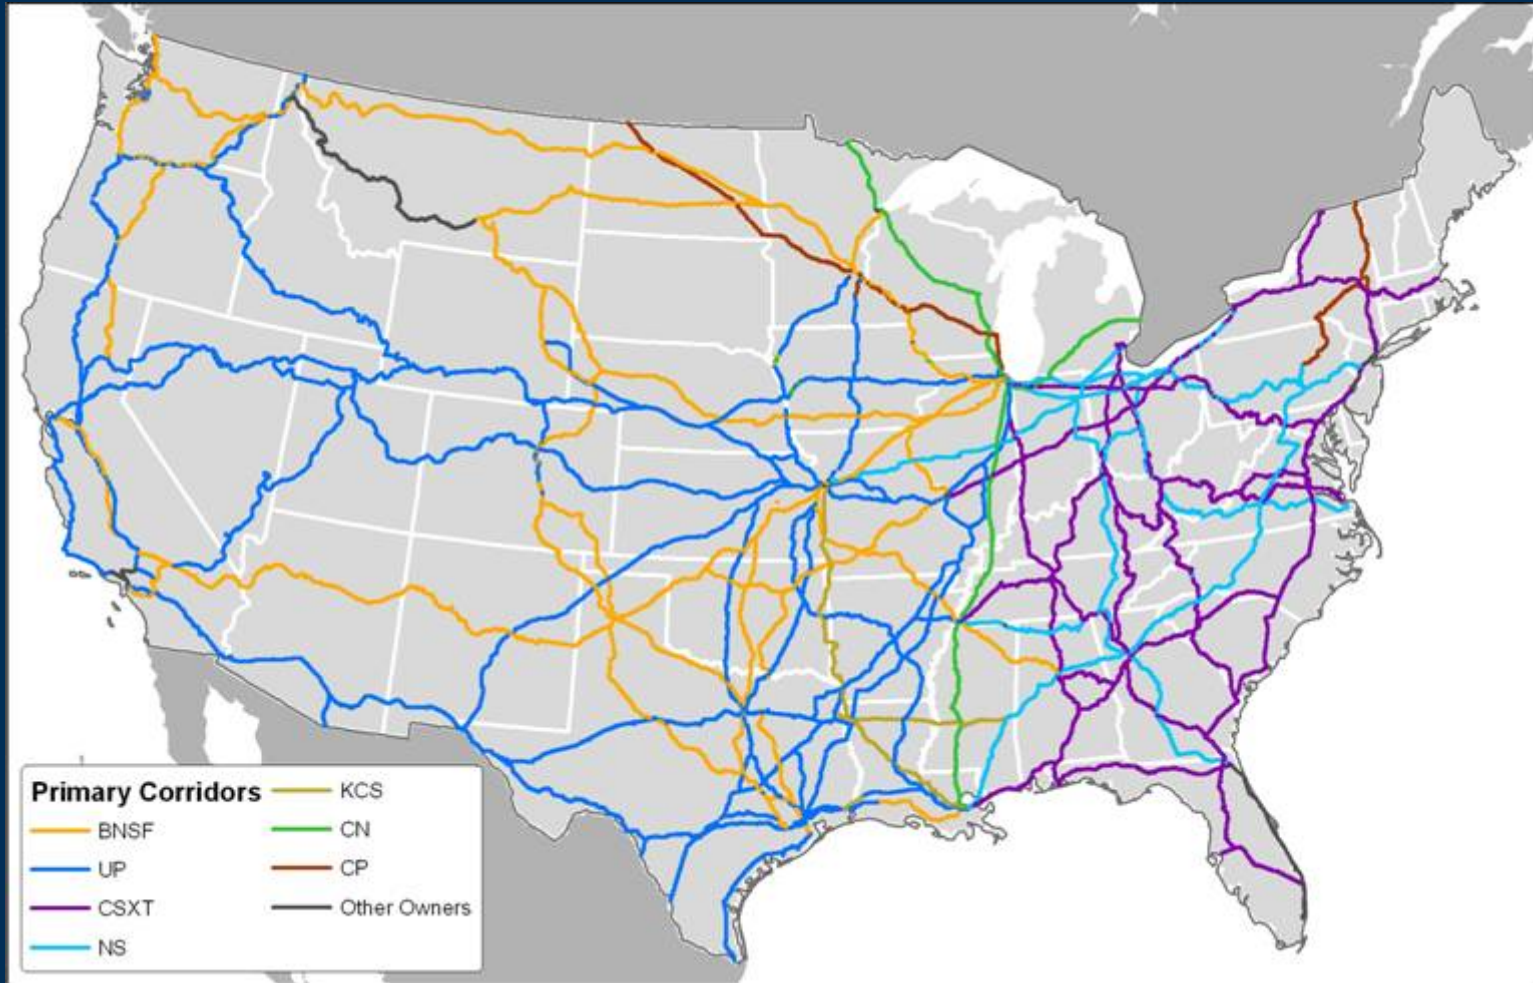 Primary Corridors
BNSF
UP
CSXT
NS
KCS
CN
CP
Other Owners